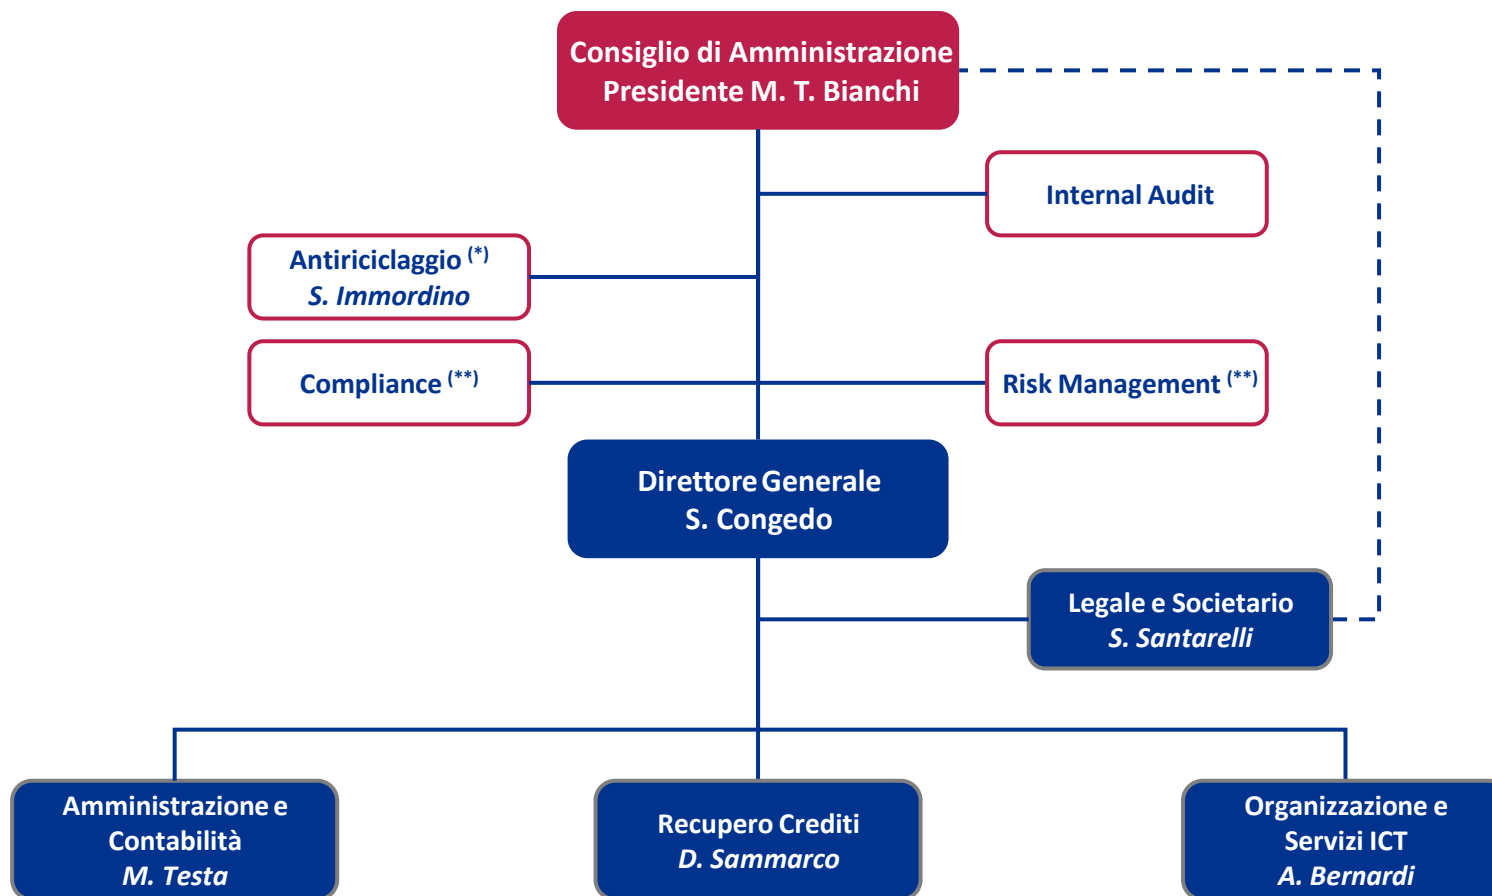 Consiglio di Amministrazione
Presidente M. T. Bianchi
Internal Audit
Antiriciclaggio (*)
S. Immordino
Compliance (**)
Risk Management (**)
Direttore Generale
S. Congedo
Legale e Societario
S. Santarelli
Amministrazione e
Contabilità
M. Testa
Recupero Crediti
D. Sammarco
Organizzazione e
Servizi ICT
A. Bernardi